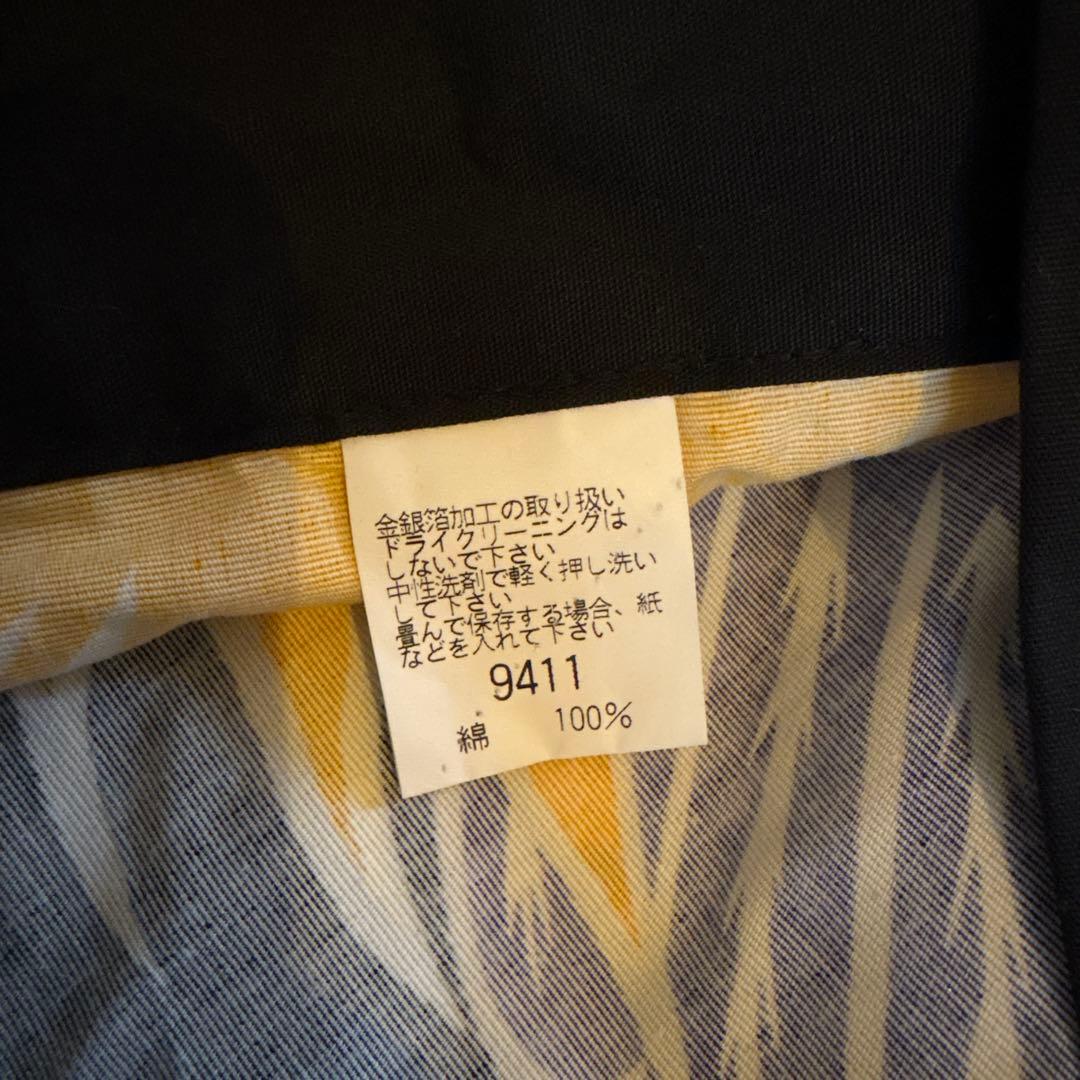 金銀箔加工の取り扱い
ドライクリーニングは
しないで下さい
中性洗剤で軽く押し洗い
して下さい
畳んで保存する場合、紙
などを入れて下さい
9411
綿 100%